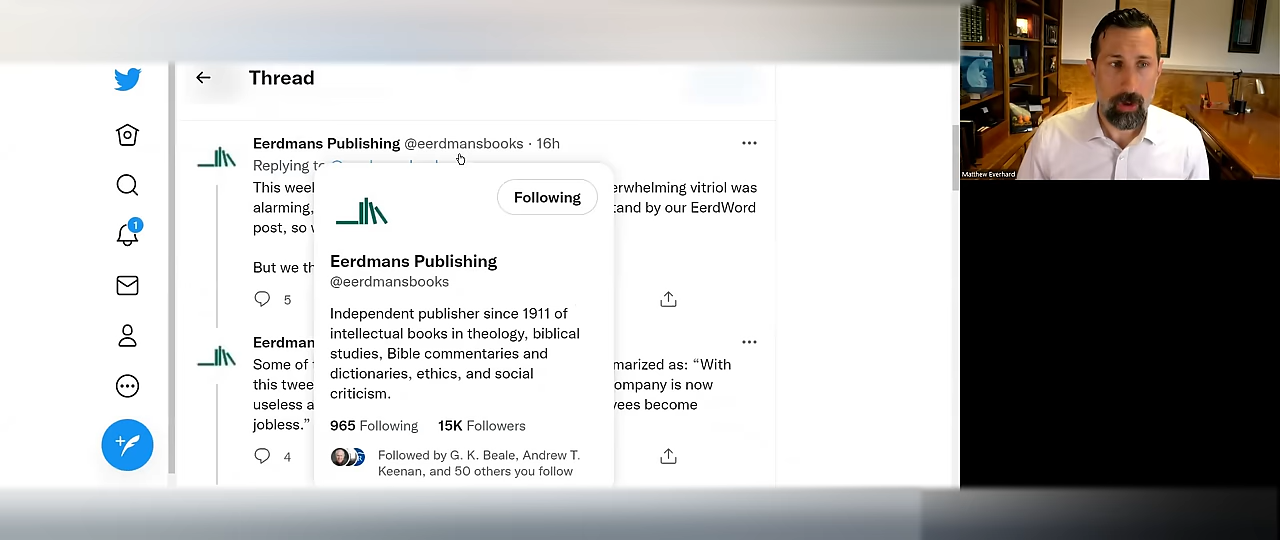 Thread
Eerdmans Publishing @eerdmansbooks · 16h
Replying to
This week
erwhelming vitriol was
alarming,
tand by our EerdWord
post, so
But we th
5
Following
Eerdmans Publishing
@eerdmansbooks
Independent publisher since 1911 of
intellectual books in theology, biblical
studies, Bible commentaries and
dictionaries, ethics, and social
criticism.
965 Following 15K Followers
Followed by G. K. Beale, Andrew T.
Keenan, and 50 others you follow
Eerdman
Some of
marized as: “With
this twee
ompany is now
useless a
vees become
jobless.”
4
1
Matthew Everhard